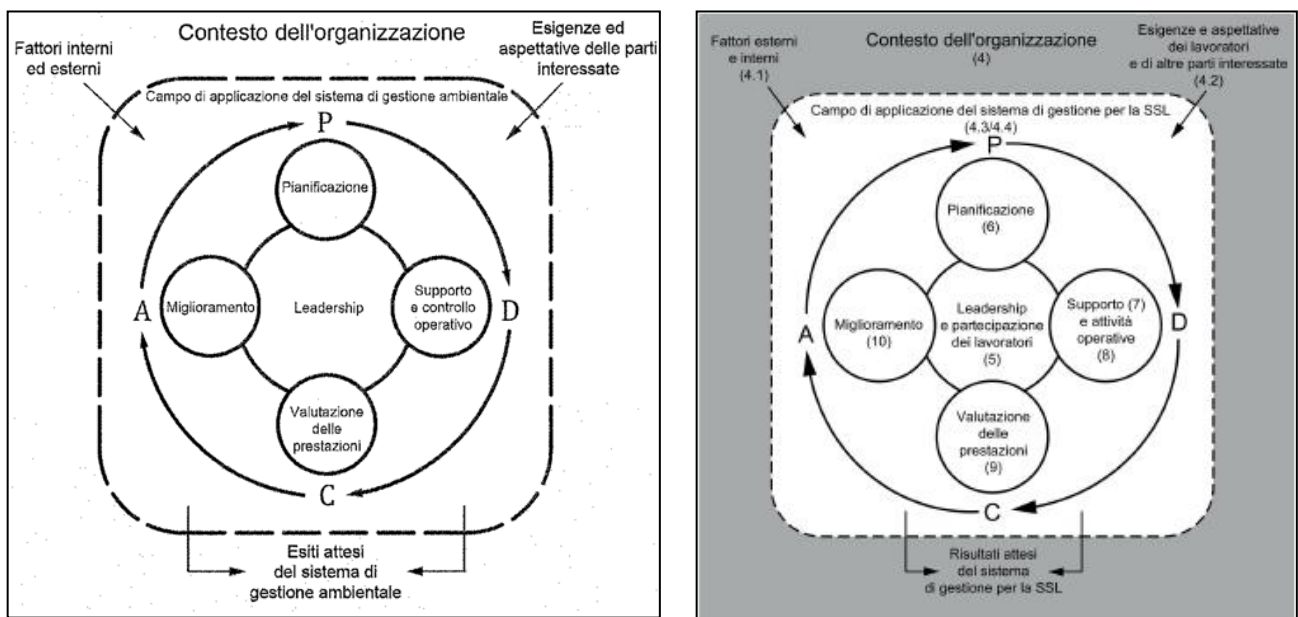 Fattori interni
ed esterni
Contesto dell'organizzazione
Esigenze ed
aspettative delle parti
interessate
Campo di applicazione del sistema di gestione ambientale
P
Pianificazione
A
Miglioramento
Leadership
Supporto
e controllo
operativo
D
Valutazione
delle
prestazioni
C
Esiti attesi
del sistema di
gestione ambientale
Fattori esterni
e interni
(4.1)
Contesto dell'organizzazione
(4)
Esigenze e aspettative
dei lavoratori
e di altre parti interessate
(4.2)
Campo di applicazione del sistema di gestione per la SSL
(4.3/4.4)
P
Pianificazione
(6)
A
Miglioramento
(10)
Leadership
e partecipazione
dei lavoratori
(5)
Supporto (7)
e attività
operative
(8)
D
Valutazione
delle
prestazioni
(9)
C
Risultati attesi
del sistema
di gestione per la SSL